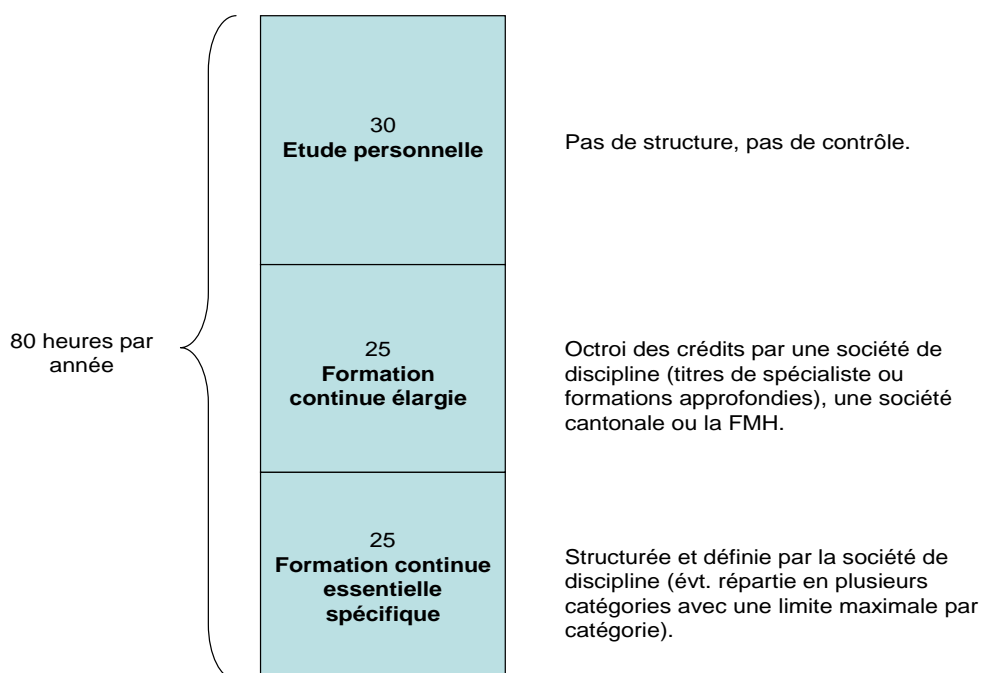 30
Etude personnelle
Pas de structure, pas de contrôle.
80 heures par
année
25
Formation
continue élargie
Octroi des crédits par une société de
discipline (titres de spécialiste ou
formations approfondies), une société
cantonale ou la FMH.
25
Formation continue
essentielle
spécifique
Structurée et définie par la société de
discipline (évt. répartie en plusieurs
catégories avec une limite maximale par
catégorie).